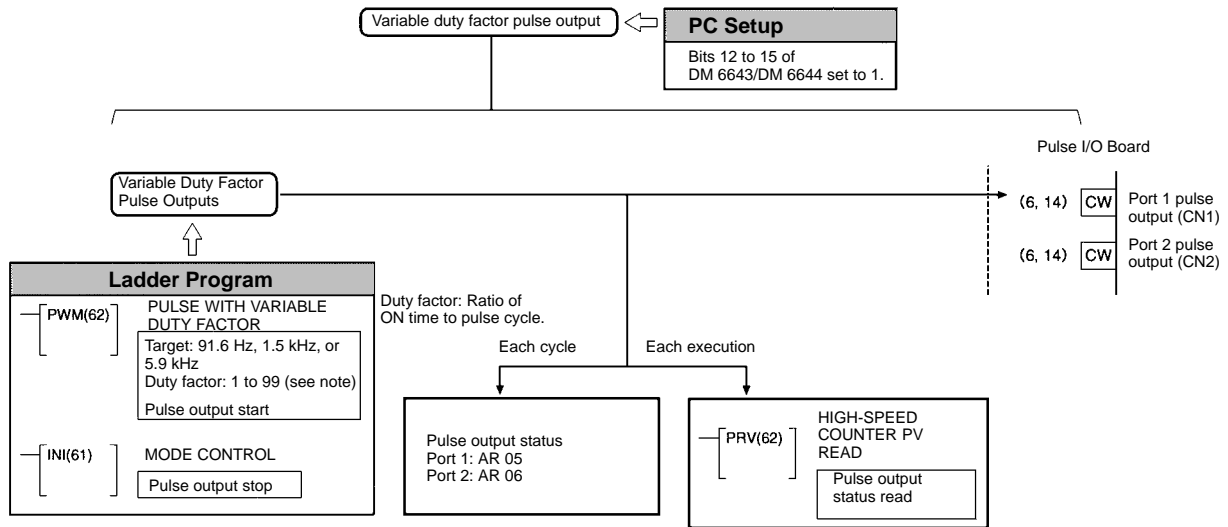 Variable duty factor pulse output
PC Setup
Bits 12 to 15 of
DM 6643/DM 6644 set to 1.
Pulse I/O Board
Variable Duty Factor
Pulse Outputs
(6, 14) CW Port 1 pulse
output (CN1)
(6, 14) CW Port 2 pulse
output (CN2)
Ladder Program
PWM(62)
PULSE WITH VARIABLE
DUTY FACTOR
Target: 91.6 Hz, 1.5 kHz, or
5.9 kHz
Duty factor: 1 to 99 (see note)
Pulse output start
INI(61)
MODE CONTROL
Pulse output stop
Duty factor: Ratio of
ON time to pulse cycle.
Each cycle
Each execution
Pulse output status
Port 1: AR 05
Port 2: AR 06
PRV(62)
HIGH-SPEED
COUNTER PV
READ
Pulse output
status read